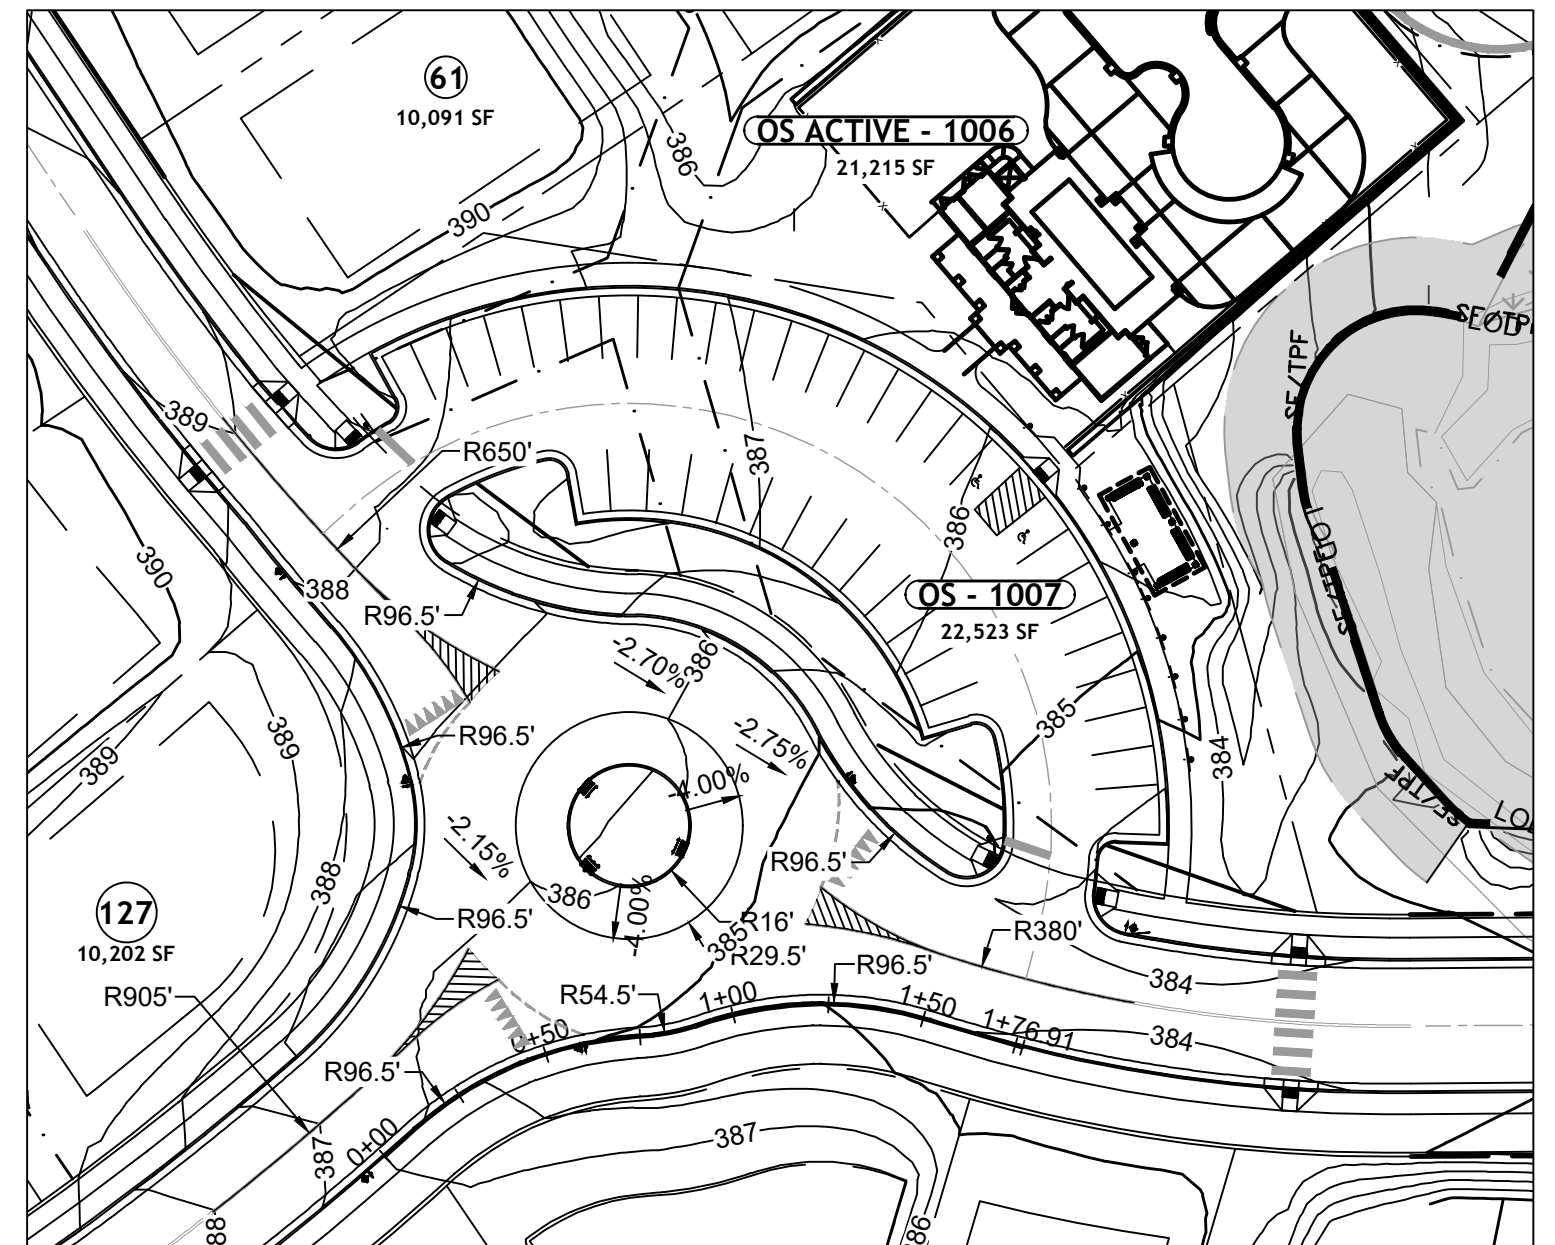 61
10,091 SF
OS ACTIVE - 1006
21,215 SF
386
390
SF/TPF
389
R650'
387
386
390
388
R96.5'
OS - 1007
22,523 SF
-2.70%
386
385
384
R96.5'
-2.75%
389
389
-4.00%
SF/TPF
-2.15%
R96.5'
388
386
-4.00%
127
10,202 SF
R96.5'
R16'
385
R29.5'
R380'
R905'
R54.5'
R96.5'
384
1+00
1+50
0+50
1+76.91
384
R96.5'
0+00
387
387